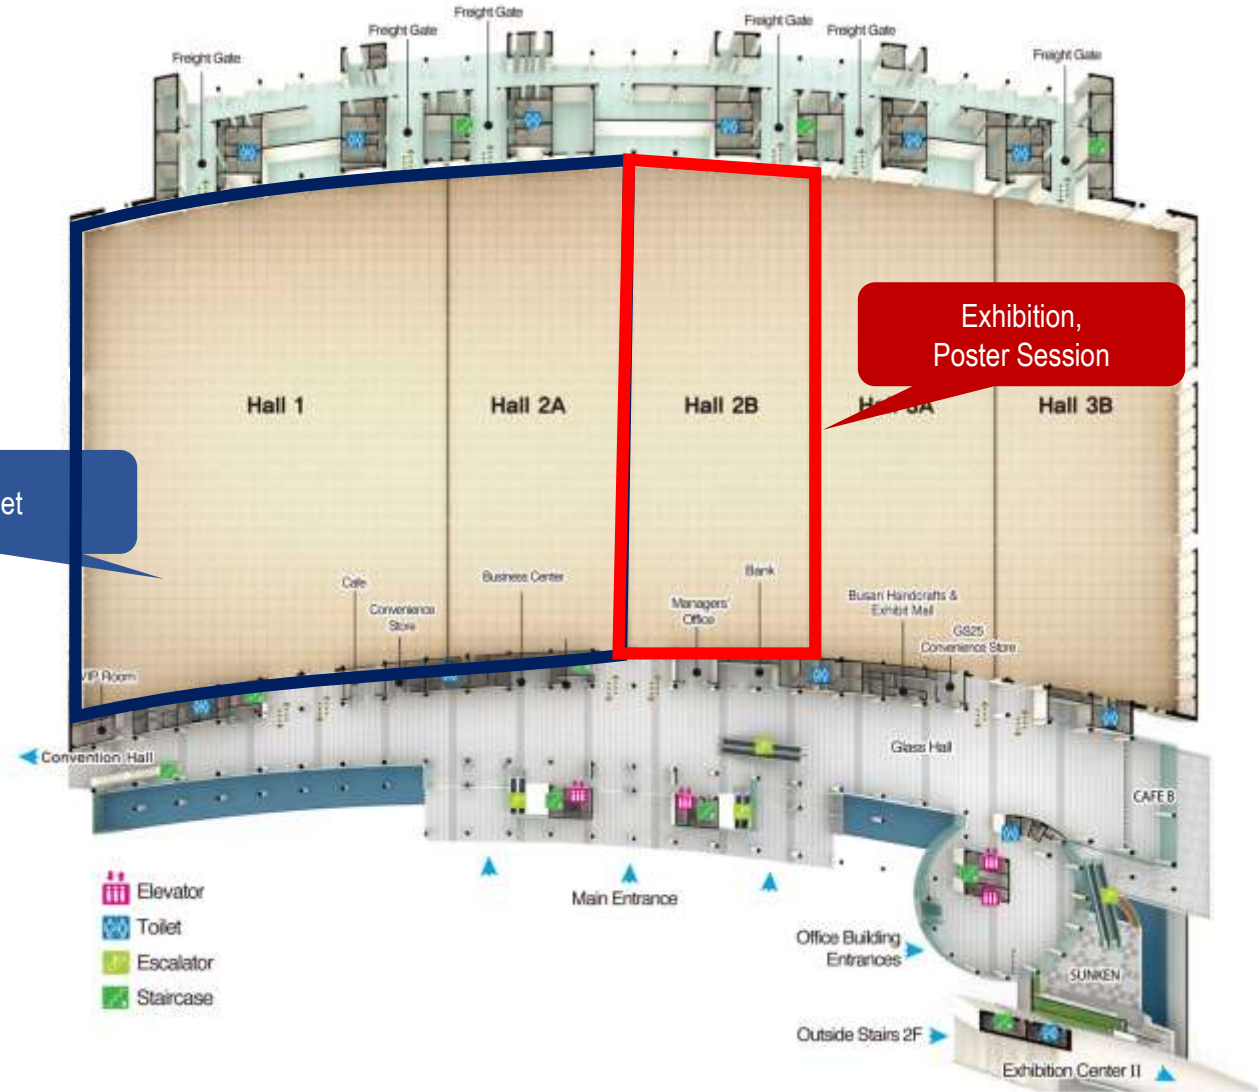 Freight Gate
Freight Gate
Freight Gate
Freight Gate
Freight Gate
Freight Gate
Exhibition,
Poster Session
Hall 1
Hall 2A
Hall 2B
Hall 3B
Cafe
Convenience
Store
Business Center
Managers'
Office
Bank
Busan Handcrafts &
Exhibit Mall
GS25
Convenience Store
VIP Room
Convention Hall
Glass Hall
CAFE B
Main Entrance
Elevator
Toilet
Escalator
Staircase
Office Building
Entrances
SUNKEN
Outside Stairs 2F
Exhibition Center II